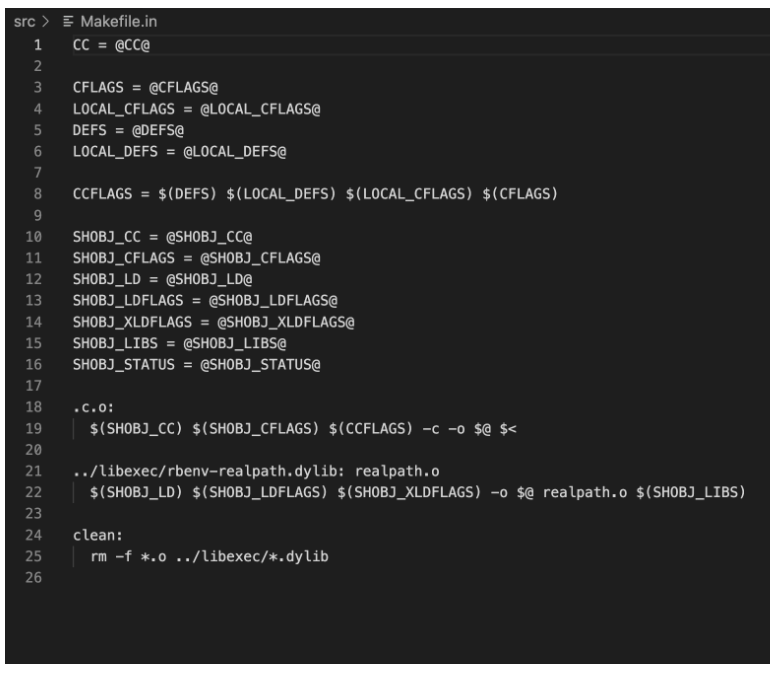 src > Makefile.in
1 CC = @CC@
2
3 CFLAGS = @CFLAGS@
4 LOCAL_CFLAGS = @LOCAL_CFLAGS@
5 DEFS = @DEFS@
6 LOCAL_DEFS = @LOCAL_DEFS@
7
8 CCFLAGS = $(DEFS) $(LOCAL_DEFS) $(LOCAL_CFLAGS) $(CFLAGS)
9
10 SHOBJ_CC = @SHOBJ_CC@
11 SHOBJ_CFLAGS = @SHOBJ_CFLAGS@
12 SHOBJ_LD = @SHOBJ_LD@
13 SHOBJ_LDFLAGS = @SHOBJ_LDFLAGS@
14 SHOBJ_XLDFLAGS = @SHOBJ_XLDFLAGS@
15 SHOBJ_LIBS = @SHOBJ_LIBS@
16 SHOBJ_STATUS = @SHOBJ_STATUS@
17
18 .c.o:
19 $(SHOBJ_CC) $(SHOBJ_CFLAGS) $(CCFLAGS) -c -o $@ $<
20
21 ../libexec/rbenv-realpath.dylib: realpath.o
22 $(SHOBJ_LD) $(SHOBJ_LDFLAGS) $(SHOBJ_XLDFLAGS) -o $@ realpath.o $(SHOBJ_LIBS)
23
24 clean:
25 rm -f *.o ../libexec/*.dylib
26